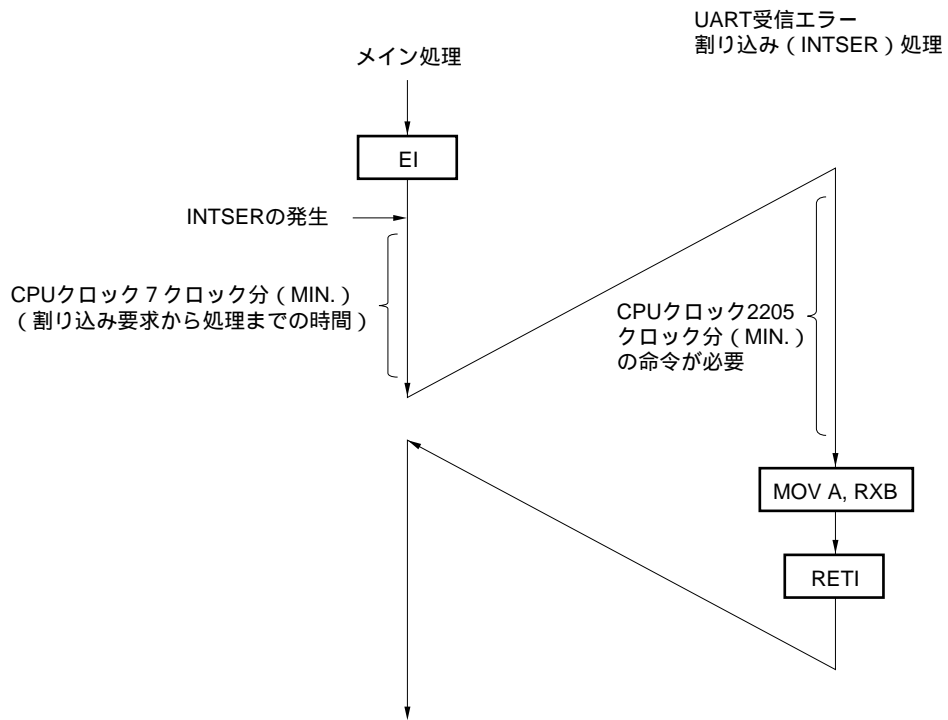 UART受信エラー
割り込み（INTSER）処理
メイン処理
EI
INTSERの発生
CPUクロック７クロック分（MIN.）
（割り込み要求から処理までの時間）
CPUクロック2205
クロック分（MIN.）
の命令が必要
MOV A, RXB
RETI